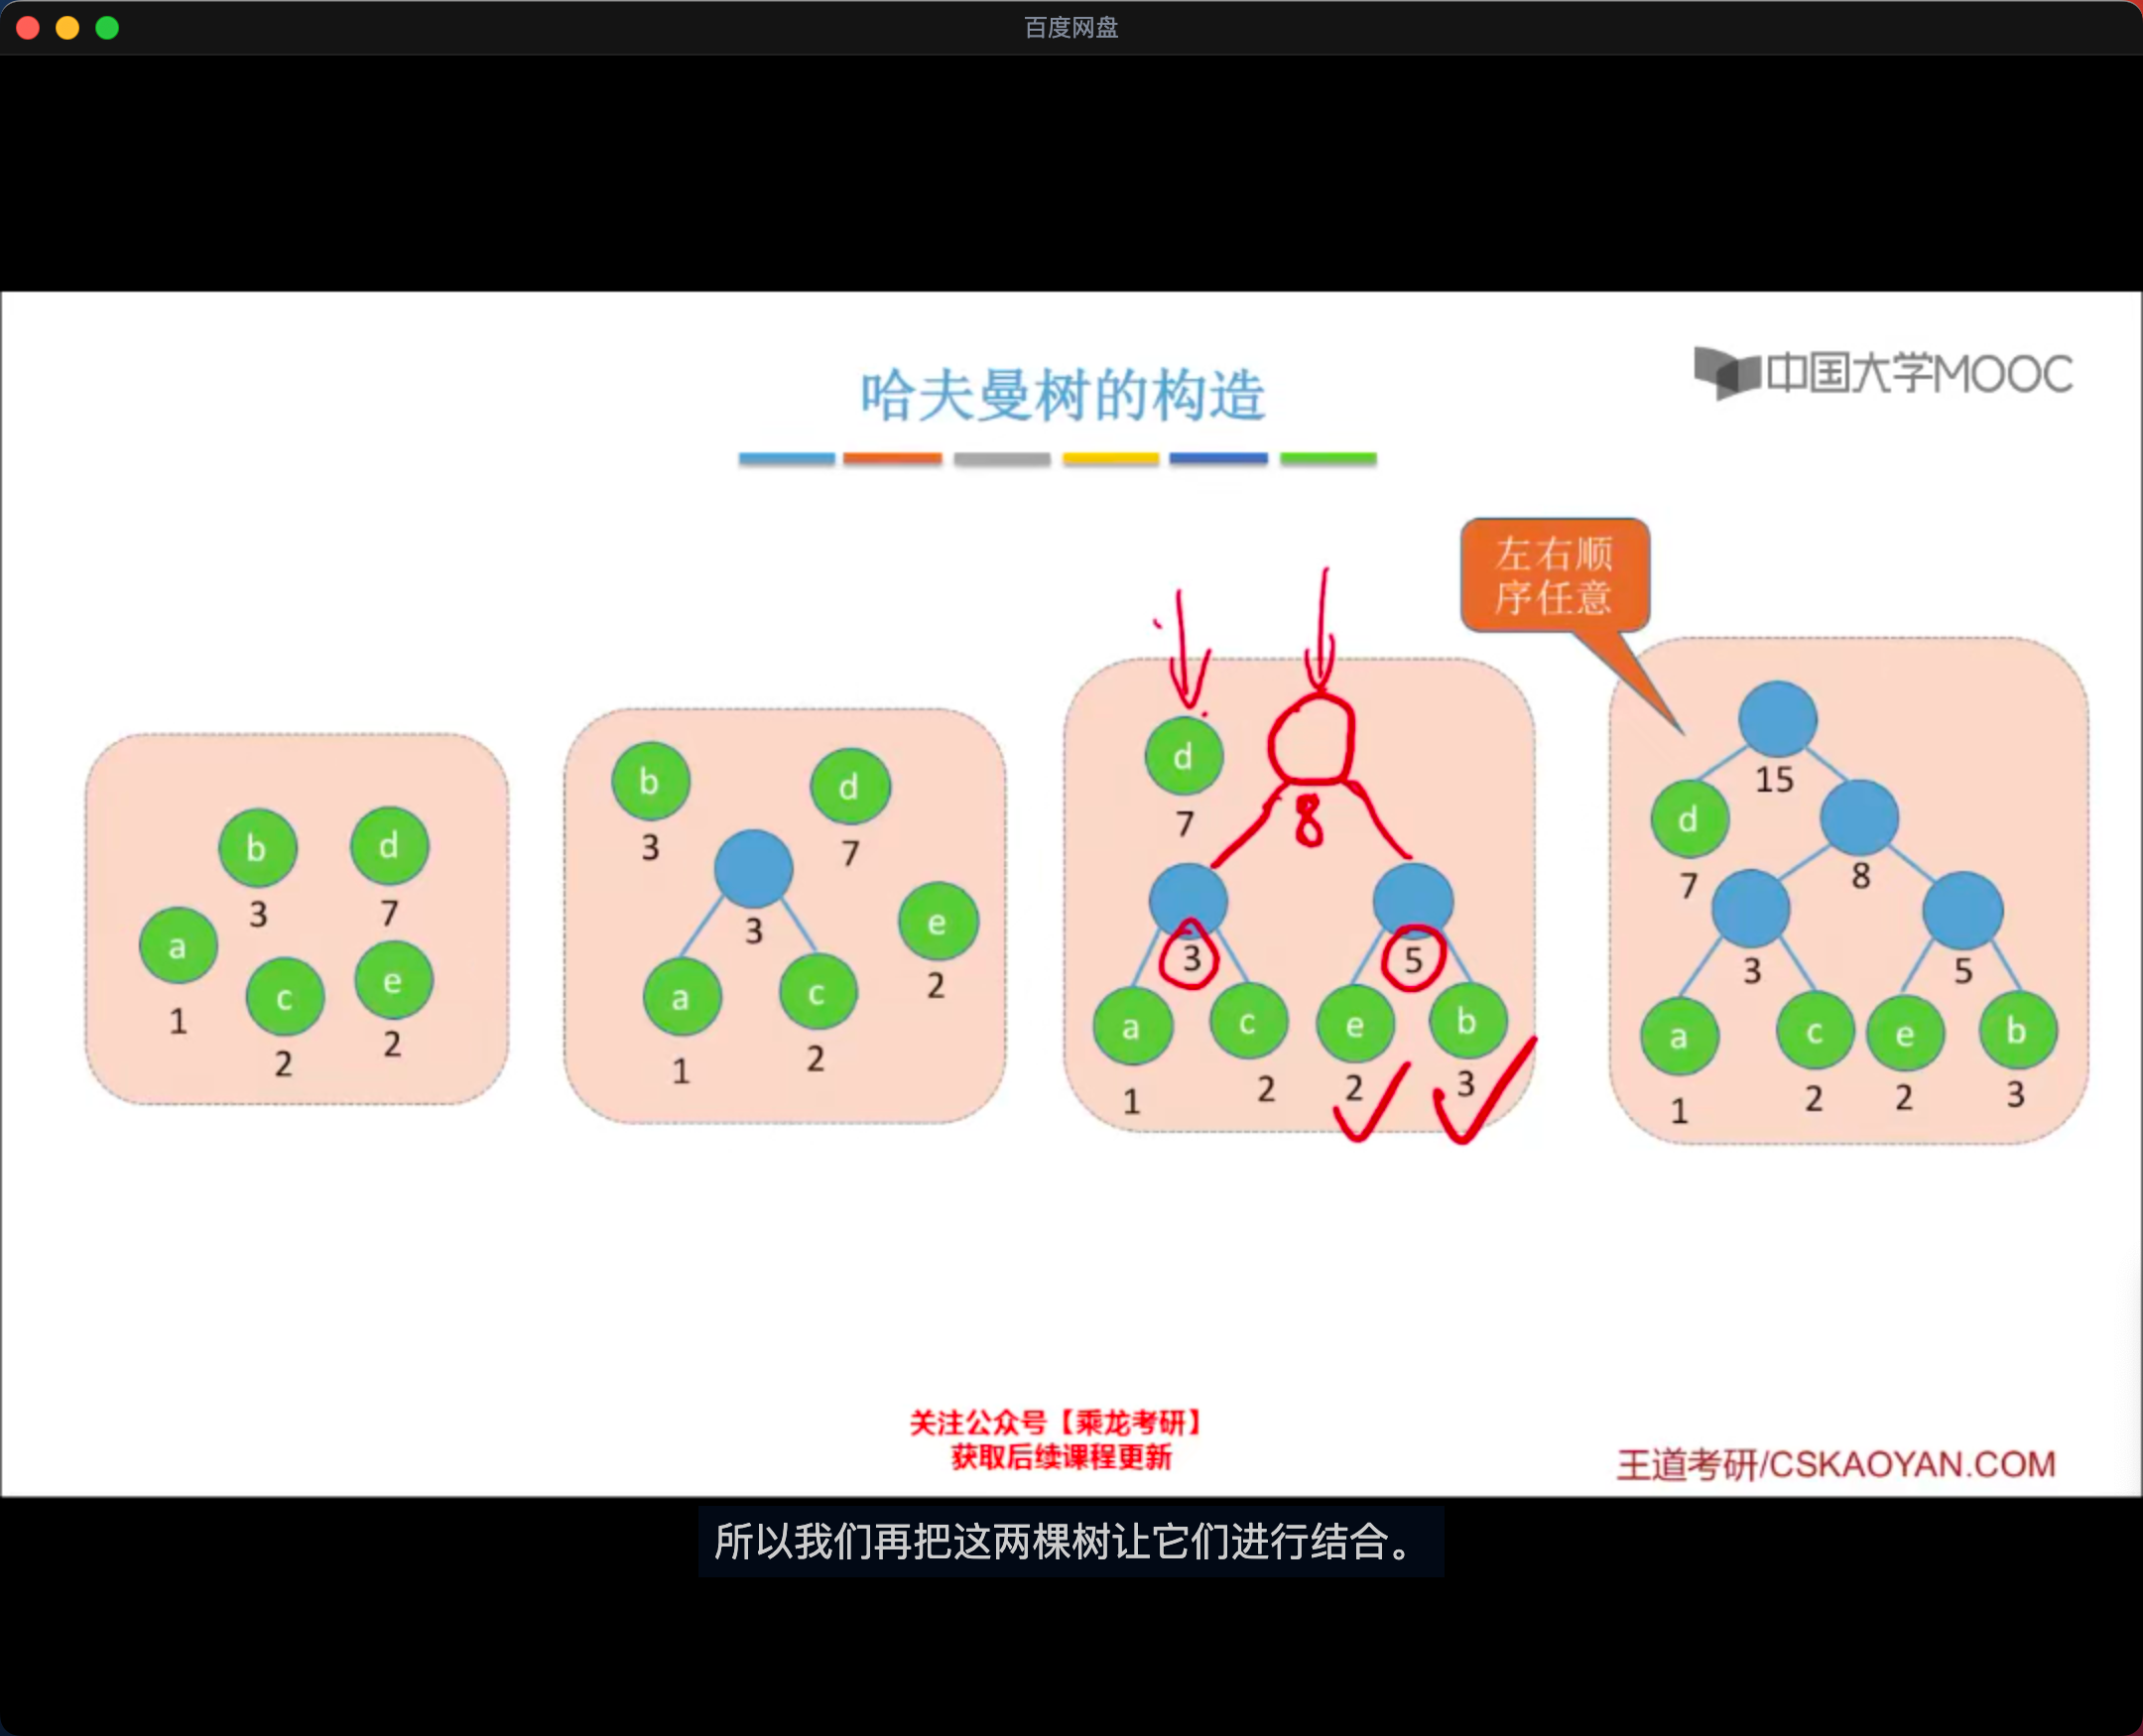 百度网盘
中国大学MOOC
哈夫曼树的构造
左右顺
序任意
b
3
d
7
a
1
c
2
e
2
b
3
d
7
3
e
2
a
1
c
2
d
7
8
3
5
a
1
c
2
e
2
b
3
15
d
7
8
3
5
a
1
c
2
e
2
b
3
关注公众号【乘龙考研】
获取后续课程更新
王道考研/CSKAOYAN.COM
所以我们再把这两棵树让它们进行结合。